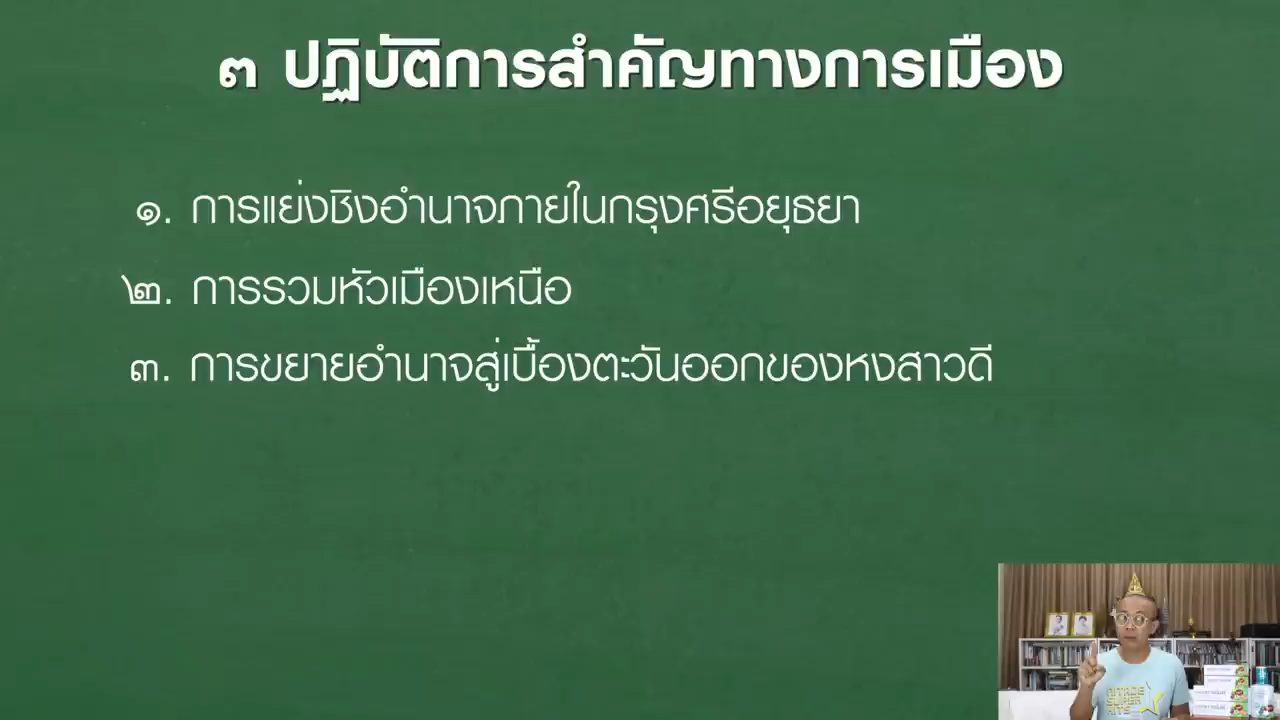 ๓ ปฏิบัติการสำคัญทางการเมือง
๑. การแย่งชิงอำนาจภายในกรุงศรีอยุธยา
๒. การรวมหัวเมืองเหนือ
๓. การขยายอำนาจสู่เบื้องตะวันออกของหงสาวดี